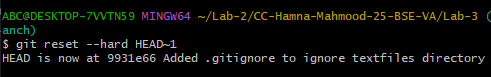 ABC@DESKTOP-7VVTN59 MINGW64 ~/Lab-2/CC-Hamna-Mahmood-25-BSE-VA/Lab-3 (
anch)
$ git reset --hard HEAD~1
HEAD is now at 9931e66 Added .gitignore to ignore textfiles directory